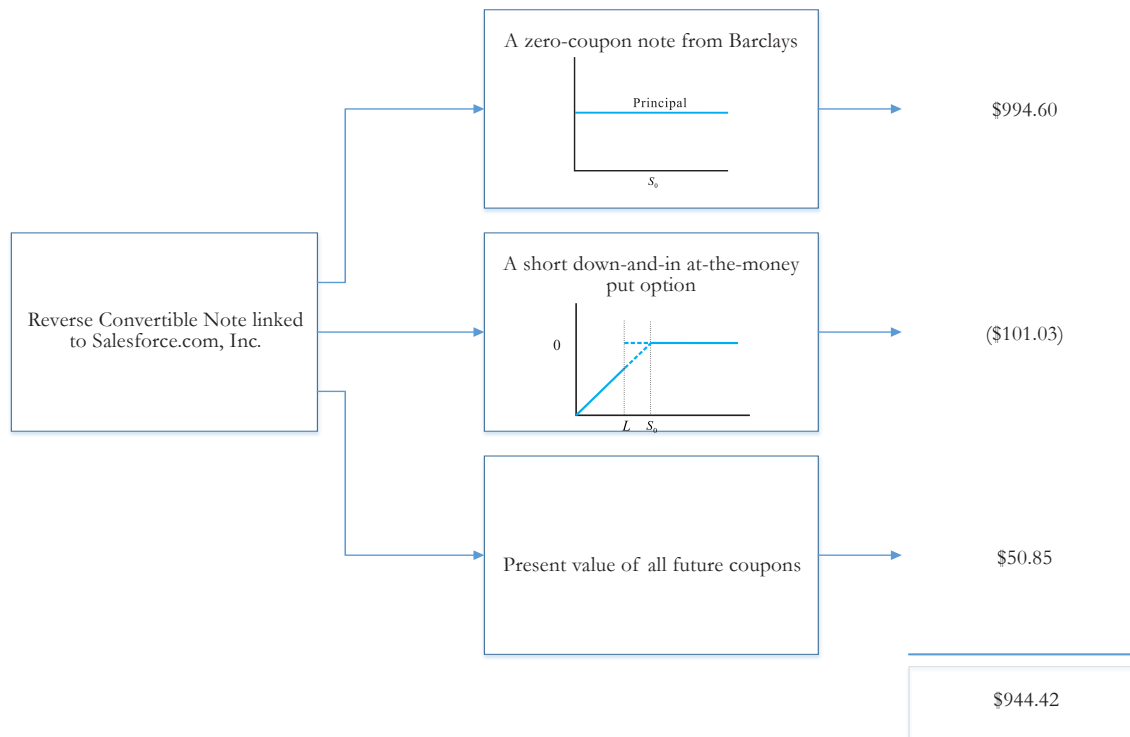 A zero-coupon note from Barclays
Principal
S₀
$994.60
Reverse Convertible Note linked
to Salesforce.com, Inc.
A short down-and-in at-the-money
put option
0
L S₀
($101.03)
Present value of all future coupons
$50.85
$944.42